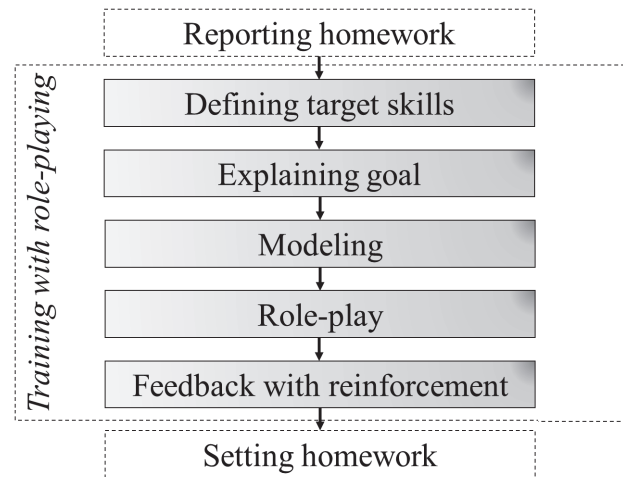 Reporting homework
Training with role-playing
Defining target skills
Explaining goal
Modeling
Role-play
Feedback with reinforcement
Setting homework